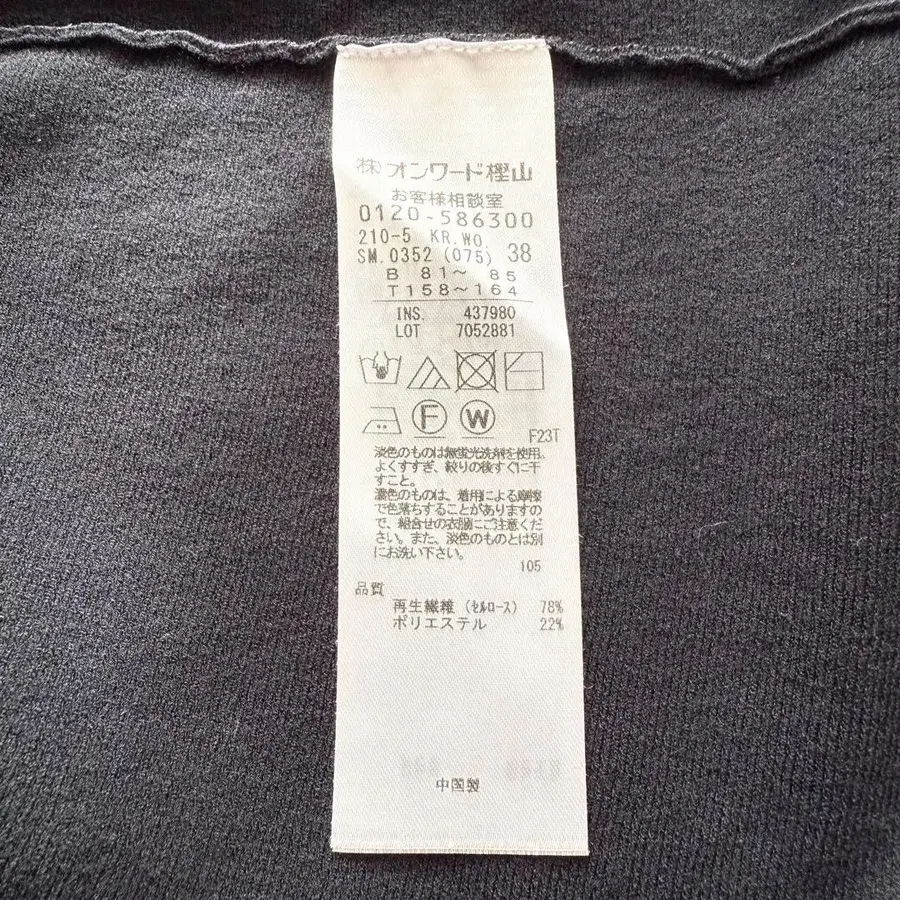 ㈱オンワード樫山
お客様相談室
0120-586300
210-5 KR.WO.
SM.0352 (075) 38
B 81～ 85
T158～164
INS. 437980
LOT 7052881
F W
F23T
淡色のものは無蛍光洗剤を使用、
よくすすぎ、絞りの後すぐに干
すこと。
濃色のものは、着用による摩擦
で色落ちすることがありますの
で、組合せの衣服にご注意くだ
さい。また、淡色のものとは別
にお洗い下さい。
105
品質
再生繊維（セルロース） 78%
ポリエステル 22%
中国製